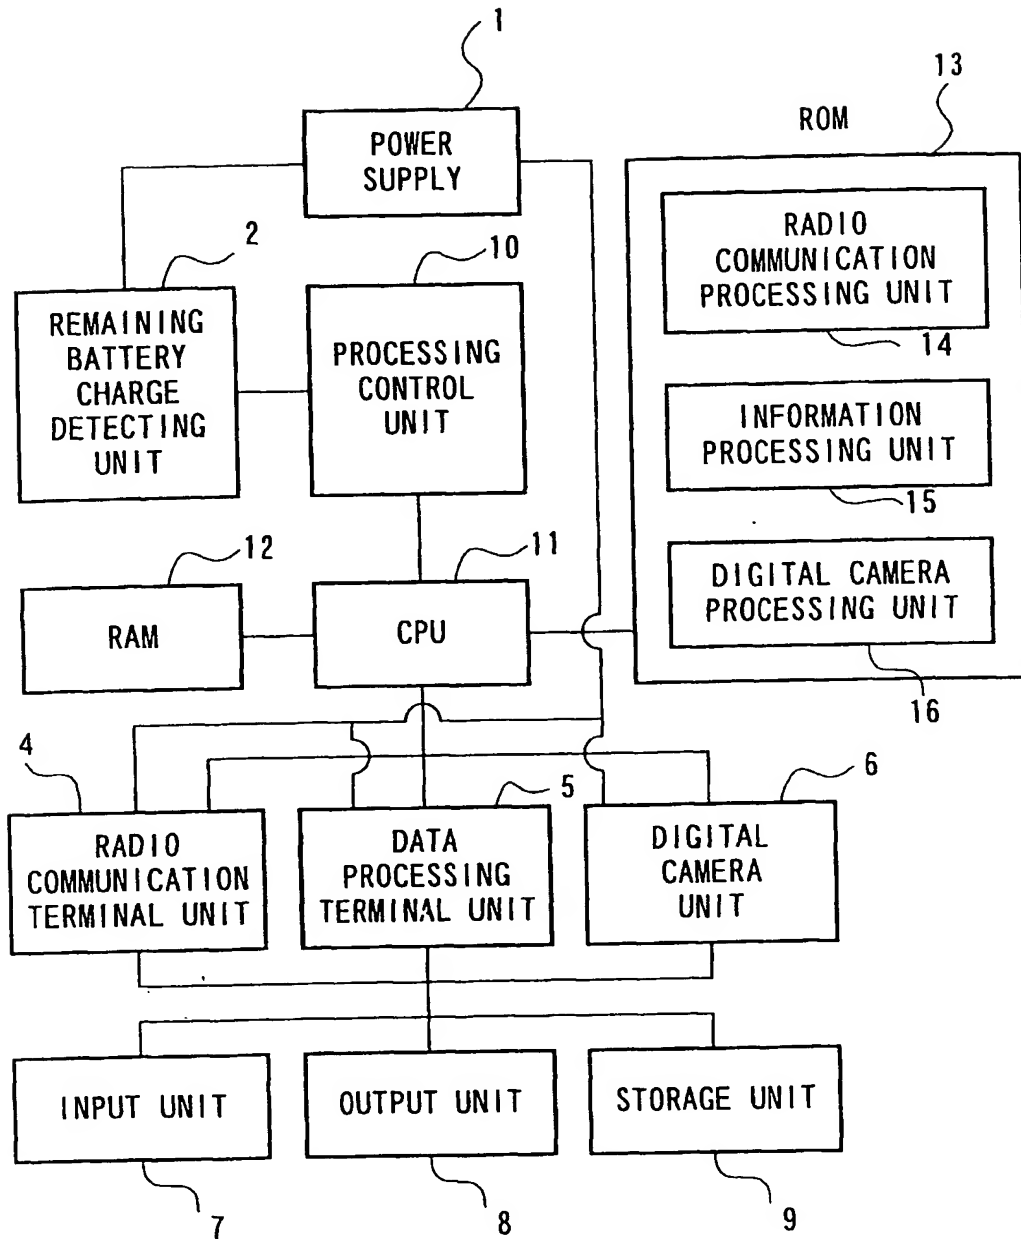 1
13
POWER
SUPPLY
ROM
2
10
RADIO
COMMUNICATION
PROCESSING UNIT
14
REMAINING
BATTERY
CHARGE
DETECTING
UNIT
PROCESSING
CONTROL
UNIT
INFORMATION
PROCESSING UNIT
15
12
11
RAM
CPU
DIGITAL CAMERA
PROCESSING UNIT
16
4
5
6
RADIO
COMMUNICATION
TERMINAL UNIT
DATA
PROCESSING
TERMINAL UNIT
DIGITAL
CAMERA
UNIT
INPUT UNIT
OUTPUT UNIT
STORAGE UNIT
7
8
9